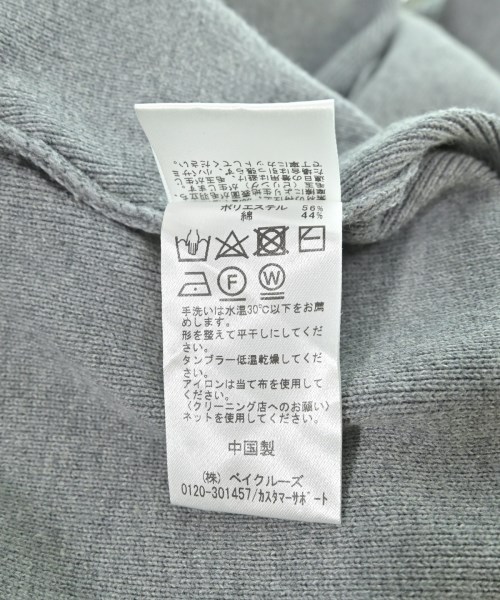 ポリエステル 56%
綿 44%
F W
手洗いは水温30℃以下をお薦
めします。
形を整えて平干しにしてくだ
さい。
タンブラー低温乾燥してくだ
さい。
アイロンは当て布を使用して
ください。
〈クリーニング店へのお願い〉
ネットを使用してください。
中国製
(株) ベイクルーズ
0120-301457/カスタマーサポート